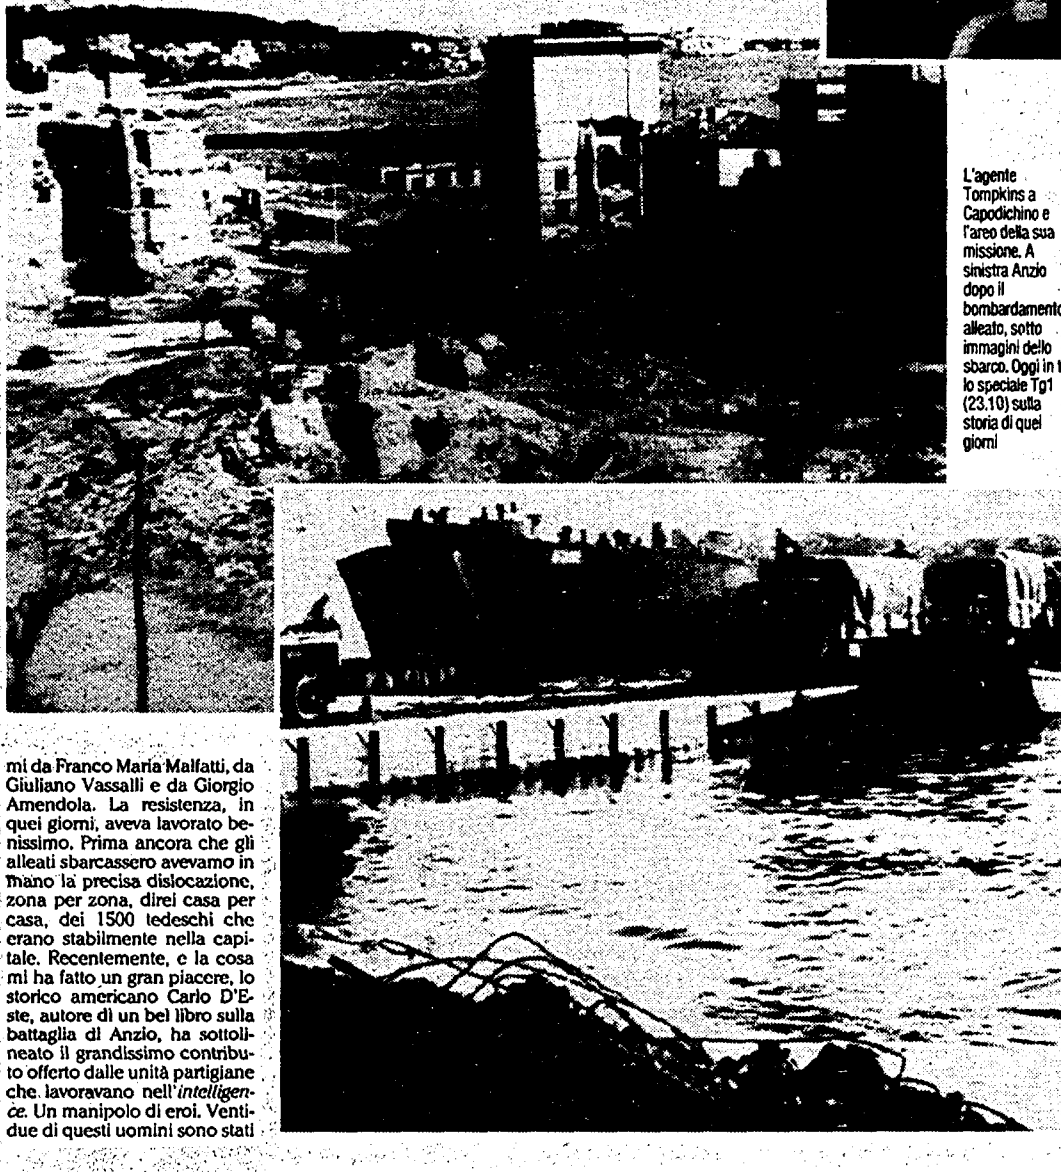 L'agente
Tompkins a
Capodichino e
l'areo della sua
missione. A
sinistra Anzio
dopo il
bombardamento
alleato, sotto
immagini dello
sbarco. Oggi in t
lo speciale Tg1
(23.10) sulla
storia di quei
giorni
mi da Franco Maria Malfatti, da
Giuliano Vassalli e da Giorgio
Amendola. La resistenza, in
quei giorni, aveva lavorato be-
nissimo. Prima ancora che gli
alleati sbarcassero avevamo in
mano la precisa dislocazione,
zona per zona, direi casa per
casa, dei 1500 tedeschi che
erano stabilmente nella capi-
tale. Recentemente, e la cosa
mi ha fatto un gran piacere, lo
storico americano Carlo D'E-
ste, autore di un bel libro sulla
battaglia di Anzio, ha sottoli-
neato il grandissimo contribu-
to offerto dalle unità partigiane
che lavoravano nell'intelligen-
ce. Un manipolo di eroi. Venti-
due di questi uomini sono stati